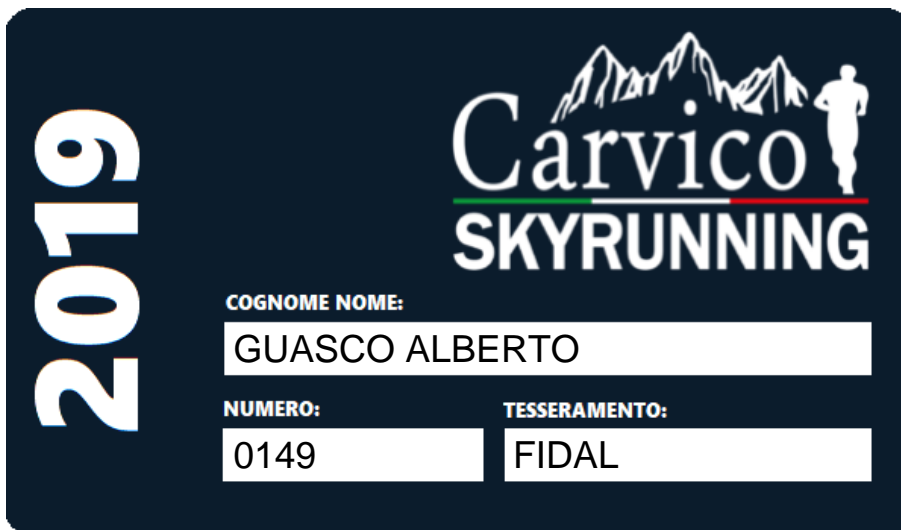 2019
Carvico
SKYRUNNING
COGNOME NOME:
GUASCO ALBERTO
NUMERO:
TESSERAMENTO:
0149
FIDAL